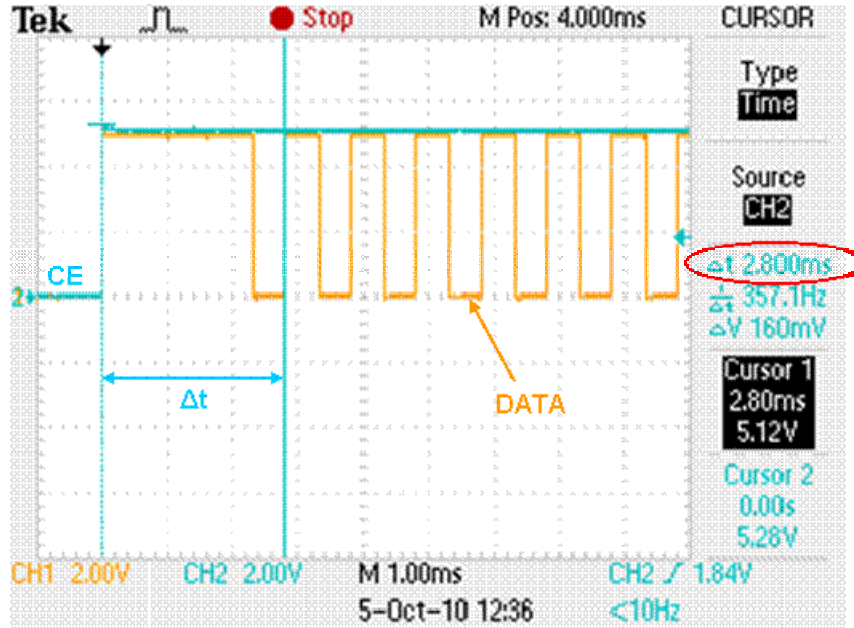 Tek Stop M Pos: 4.000ms CURSOR
Type
Time
Source
CH2
CE
Δt 2.800ms
2 1/Δt 357.1Hz
ΔV 160mV
Cursor 1
Δt
DATA
2.80ms
5.12V
Cursor 2
0.00s
5.28V
CH1 2.00V CH2 2.00V M 1.00ms CH2 1.84V
5-Oct-10 12:36 <10Hz